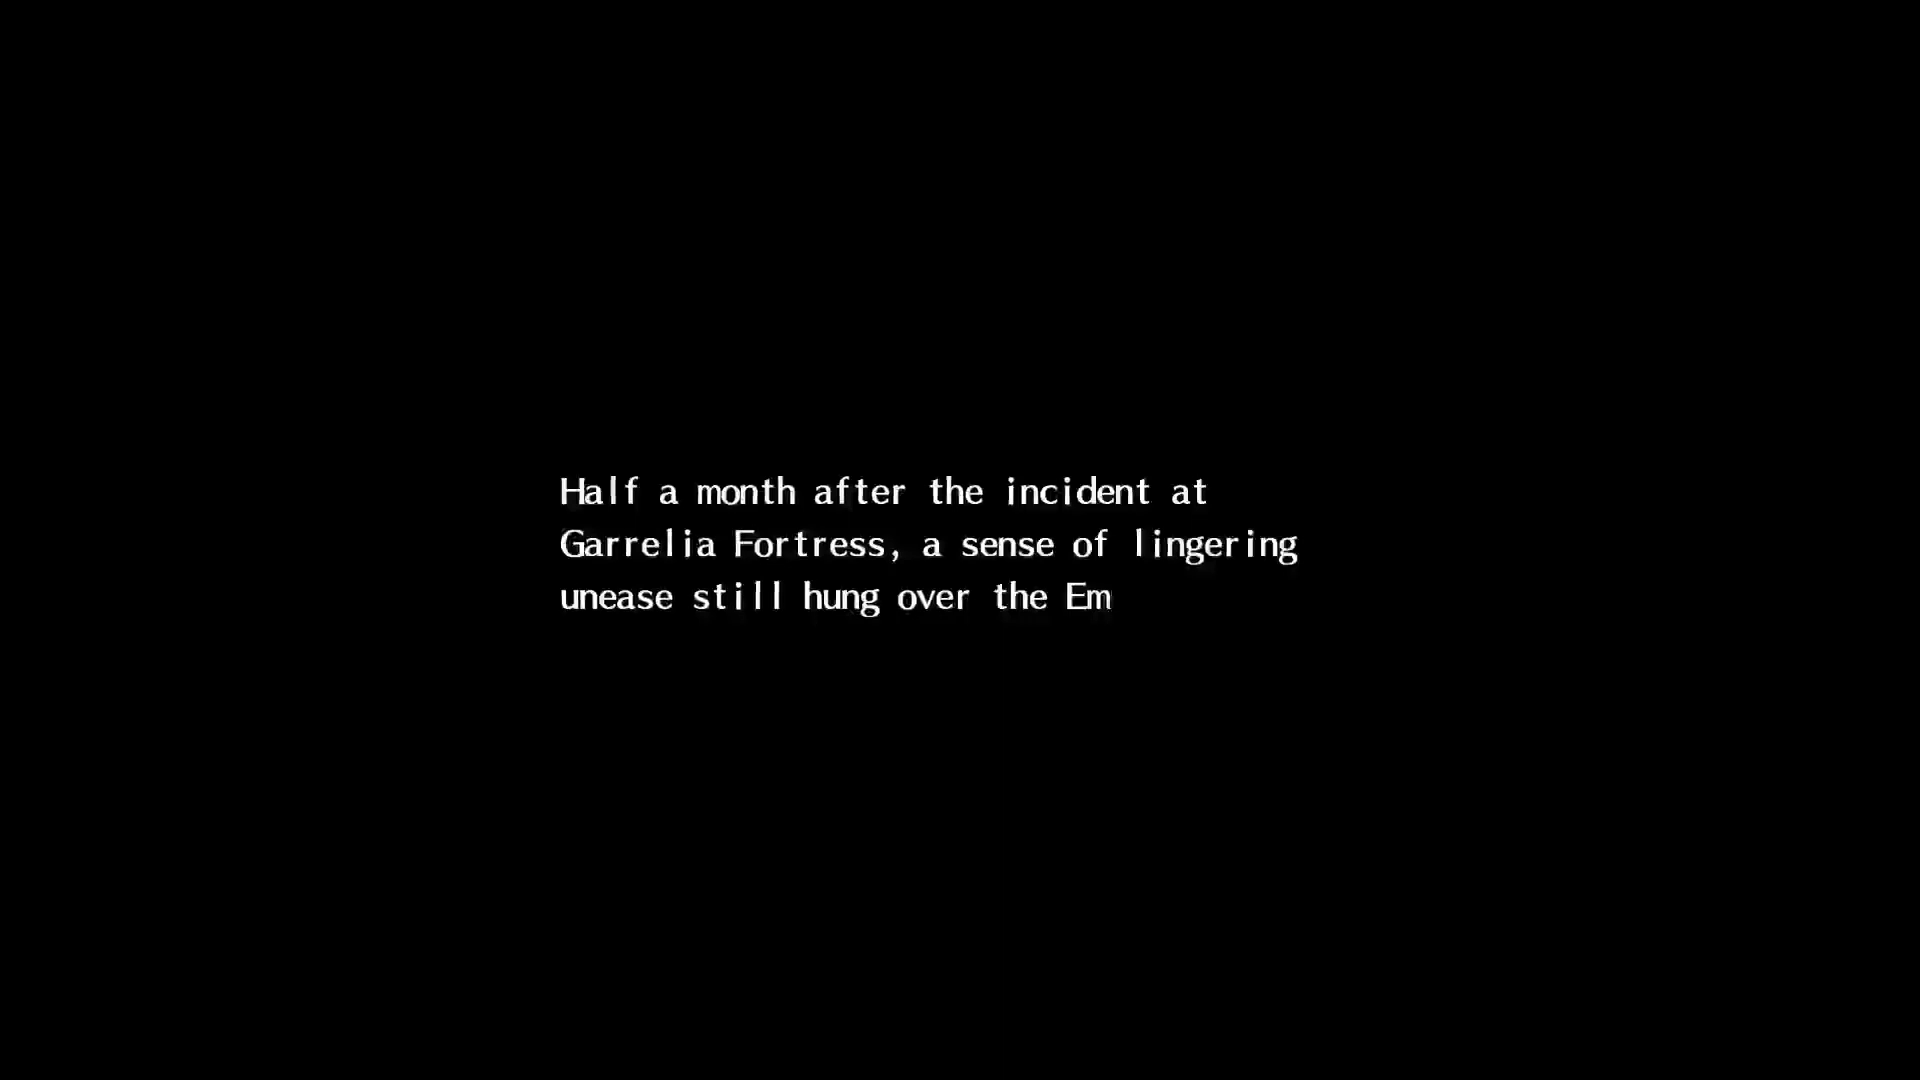 Half a month after the incident at
Garrelia Fortress, a sense of lingering
unease still hung over the Em